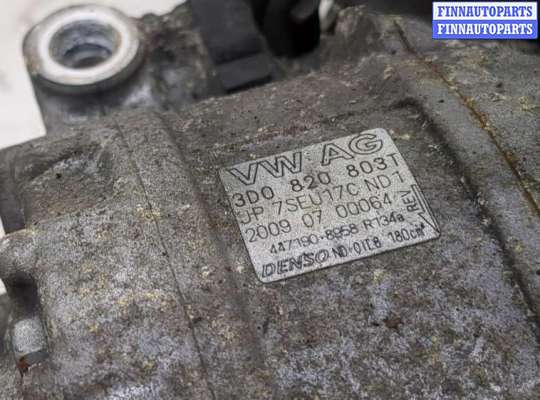 FINNAUTOPARTS
FINNAUTOPARTS
VW AG
3D0 820 803T
JP 7SEU17C ND1
2009 07 00064
447190-8958 R134a
DENSO ND-OIL8 180cm³